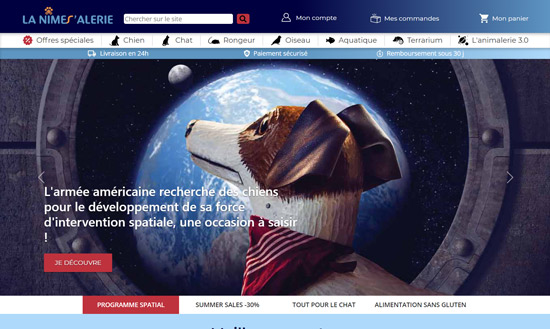 LA NIMES'ALERIE
Chercher sur le site
Mon compte
Mes commandes
Mon panier
Offres spéciales
Chien
Chat
Rongeur
Oiseau
Aquatique
Terrarium
L'animalerie 3.0
Livraison en 24h
Paiement sécurisé
Remboursement sous 30 j
L'armée américaine recherche des chiens
pour le développement de sa force
d'intervention spatiale, une occasion à saisir
!
JE DÉCOUVRE
PROGRAMME SPATIAL
SUMMER SALES -30%
TOUT POUR LE CHAT
ALIMENTATION SANS GLUTEN